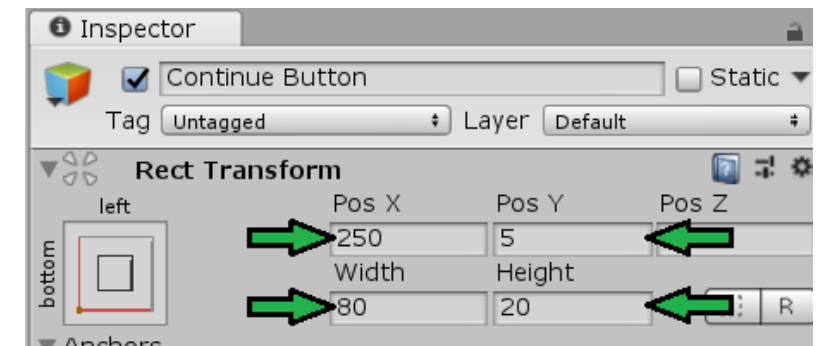 Inspector
Continue Button Static
Tag Untagged Layer Default
Rect Transform
left Pos X Pos Y Pos Z
250 5
bottom Width Height
80 20 R
Anchors